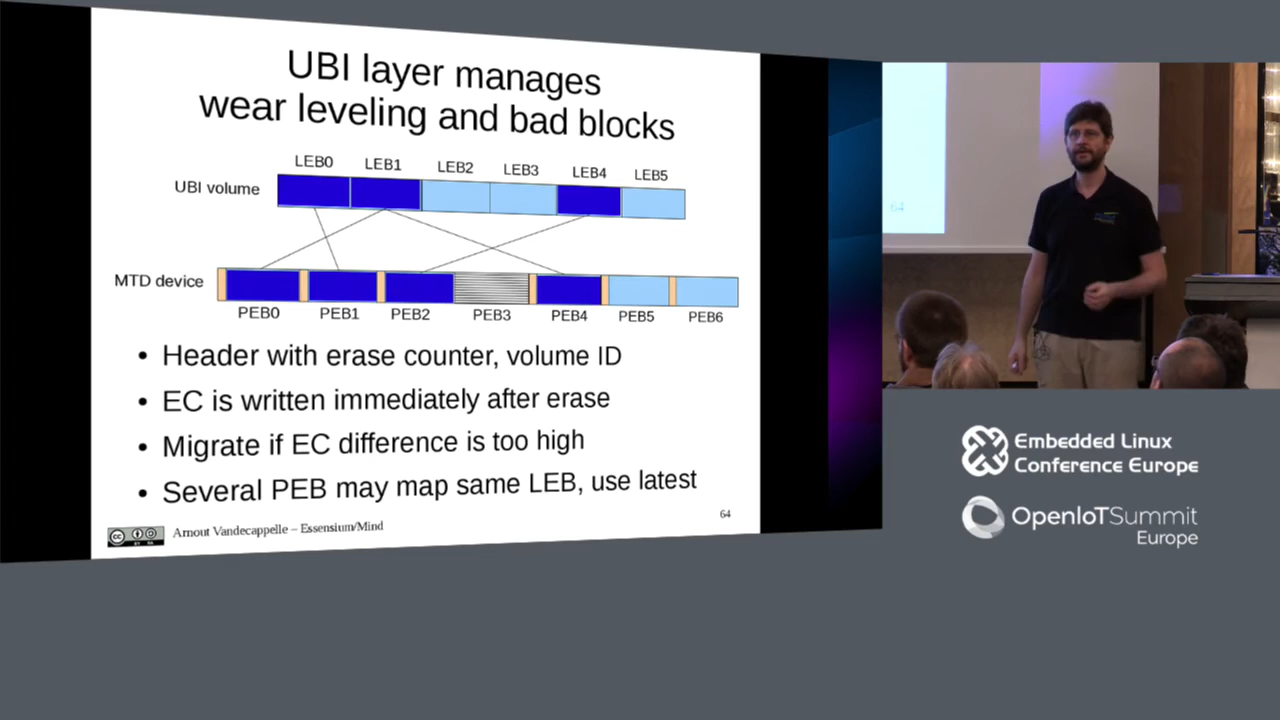 UBI layer manages
wear leveling and bad blocks
LEB0 LEB1 LEB2 LEB3 LEB4 LEB5
UBI volume
MTD device
PEB0 PEB1 PEB2 PEB3 PEB4 PEB5 PEB6
• Header with erase counter, volume ID
• EC is written immediately after erase
• Migrate if EC difference is too high
• Several PEB may map same LEB, use latest
64
Arnout Vandecappelle – Essensium/Mind
64
Embedded Linux
Conference Europe
OpenIoTSummit
Europe